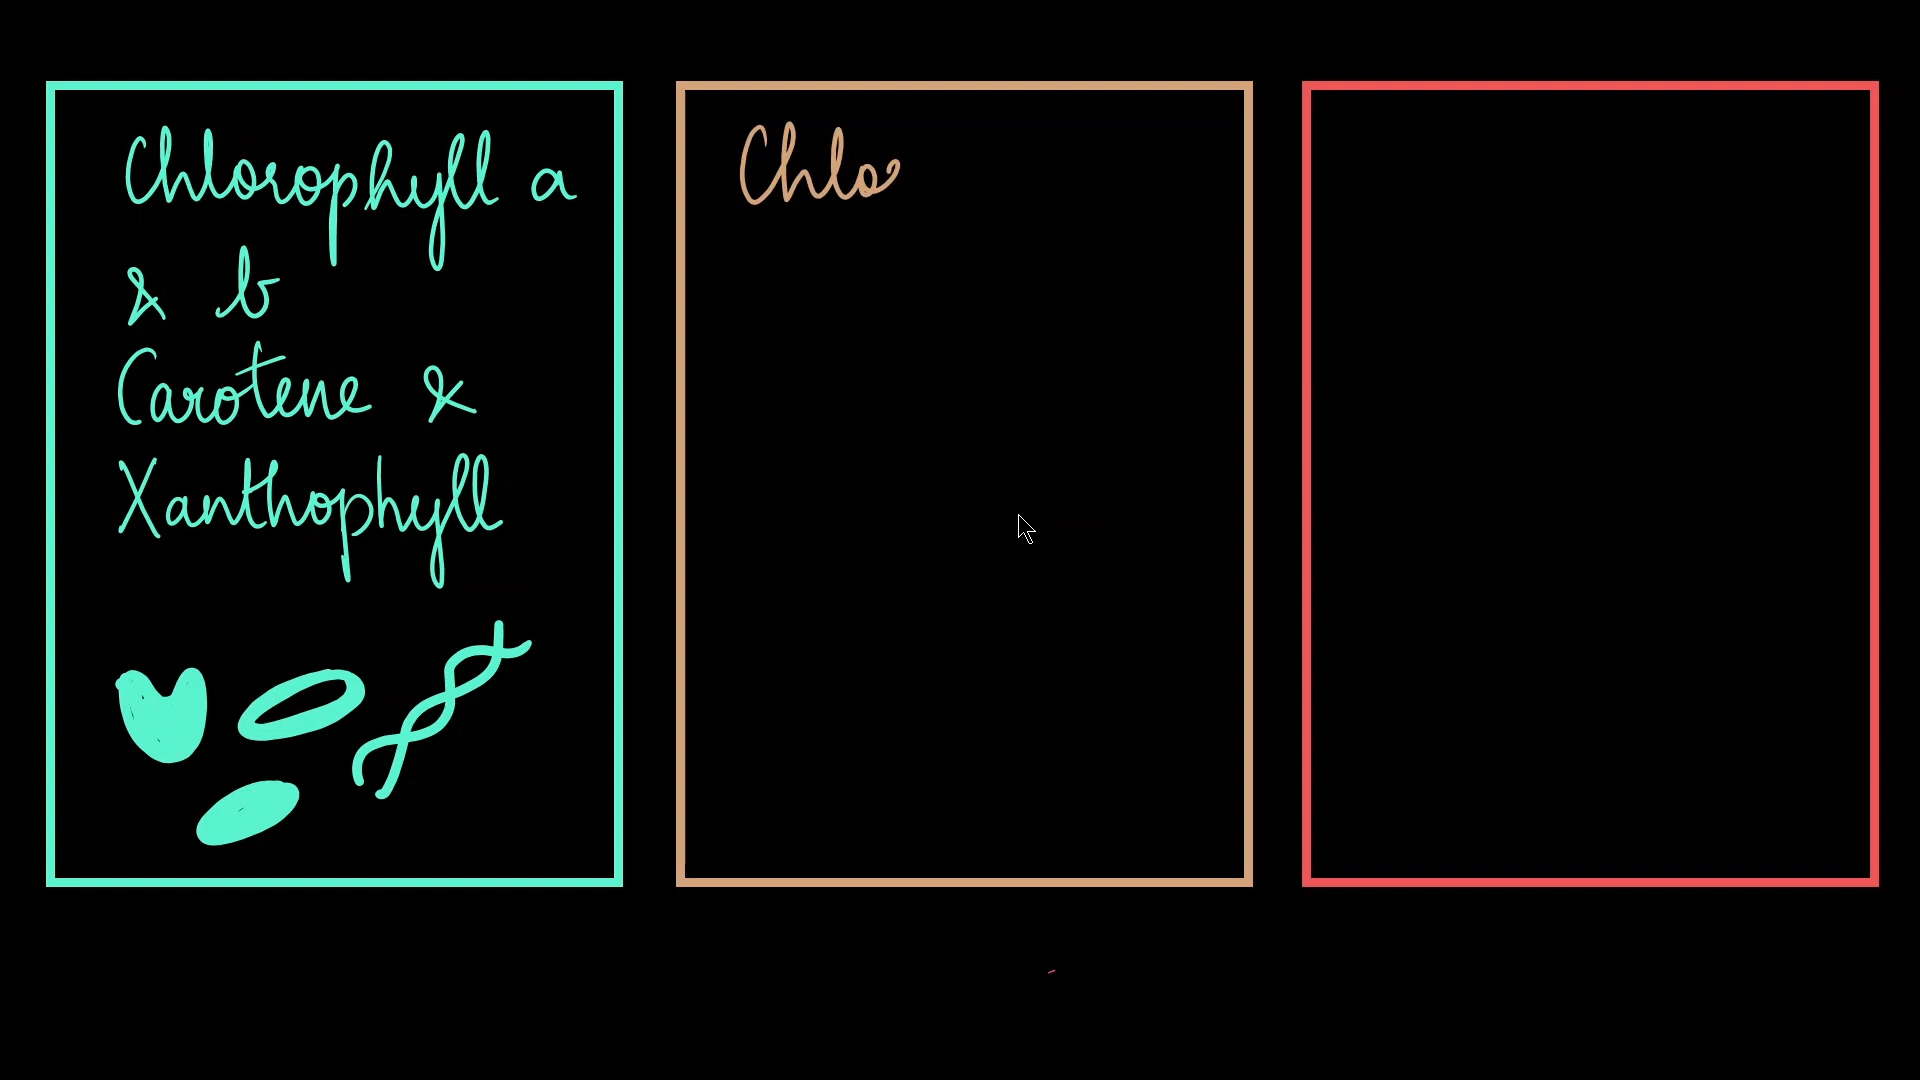 Chlorophyll a
& b
Carotene &
Xanthophyll
Chlo